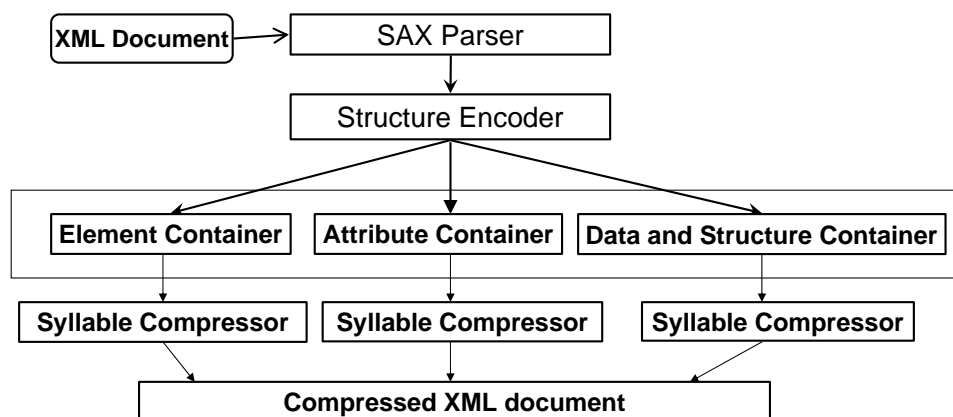 XML Document
SAX Parser
Structure Encoder
Element Container
Attribute Container
Data and Structure Container
Syllable Compressor
Syllable Compressor
Syllable Compressor
Compressed XML document